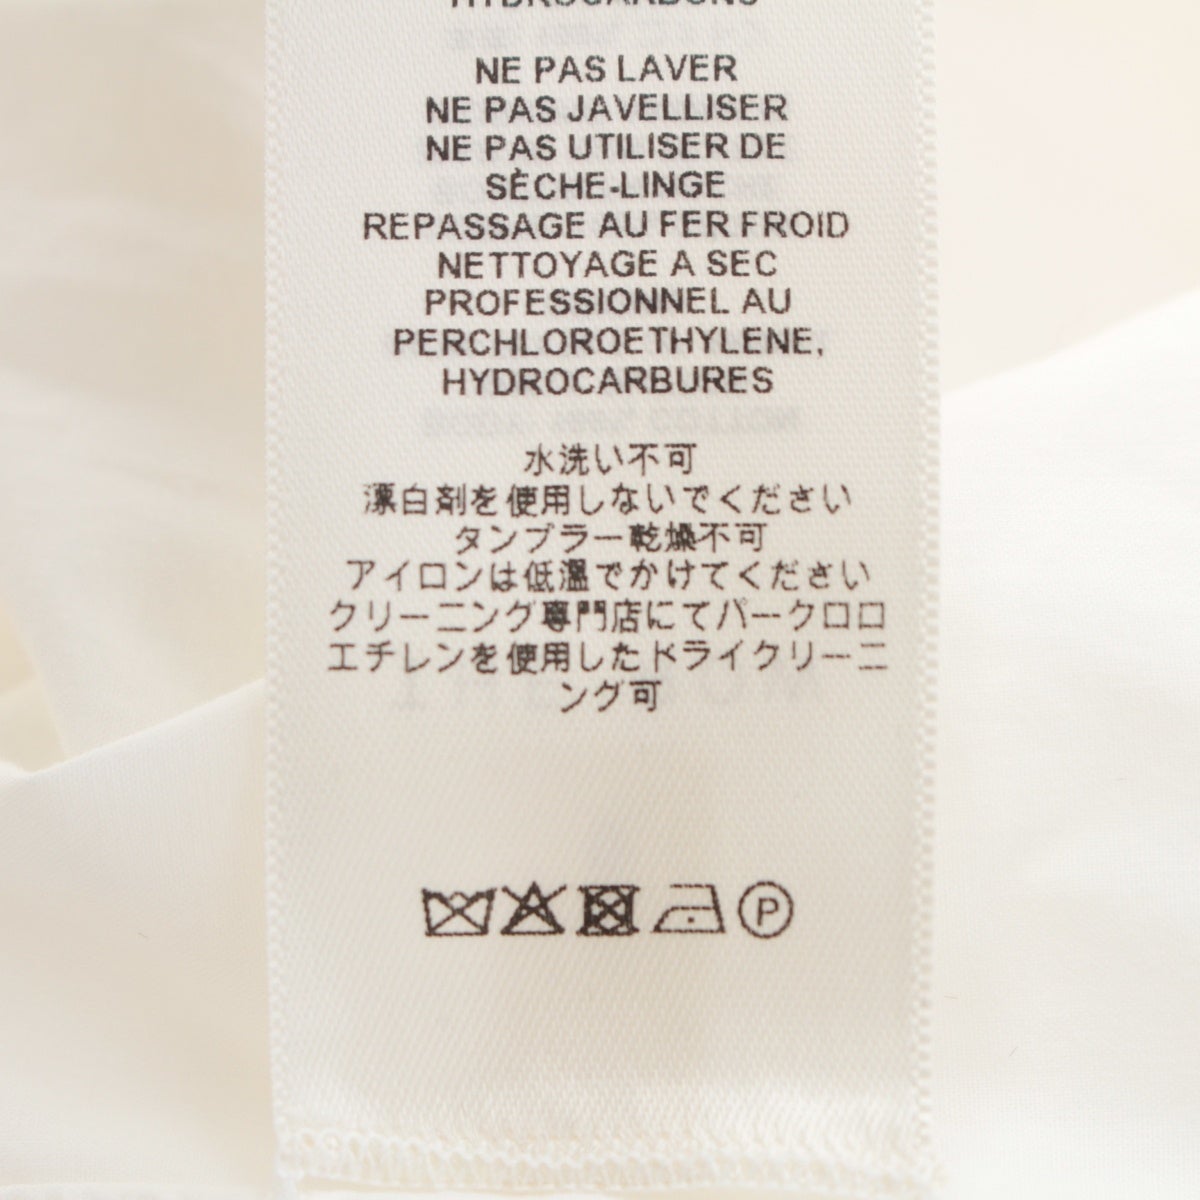 HYDROCARBONS
NE PAS LAVER
NE PAS JAVELLISER
NE PAS UTILISER DE
SÈCHE-LINGE
REPASSAGE AU FER FROID
NETTOYAGE A SEC
PROFESSIONNEL AU
PERCHLOROETHYLENE,
HYDROCARBURES
水洗い不可
漂白剤を使用しないでください
タンブラー乾燥不可
アイロンは低温でかけてください
クリーニング専門店にてパークロロ
エチレンを使用したドライクリーニ
ング可
P